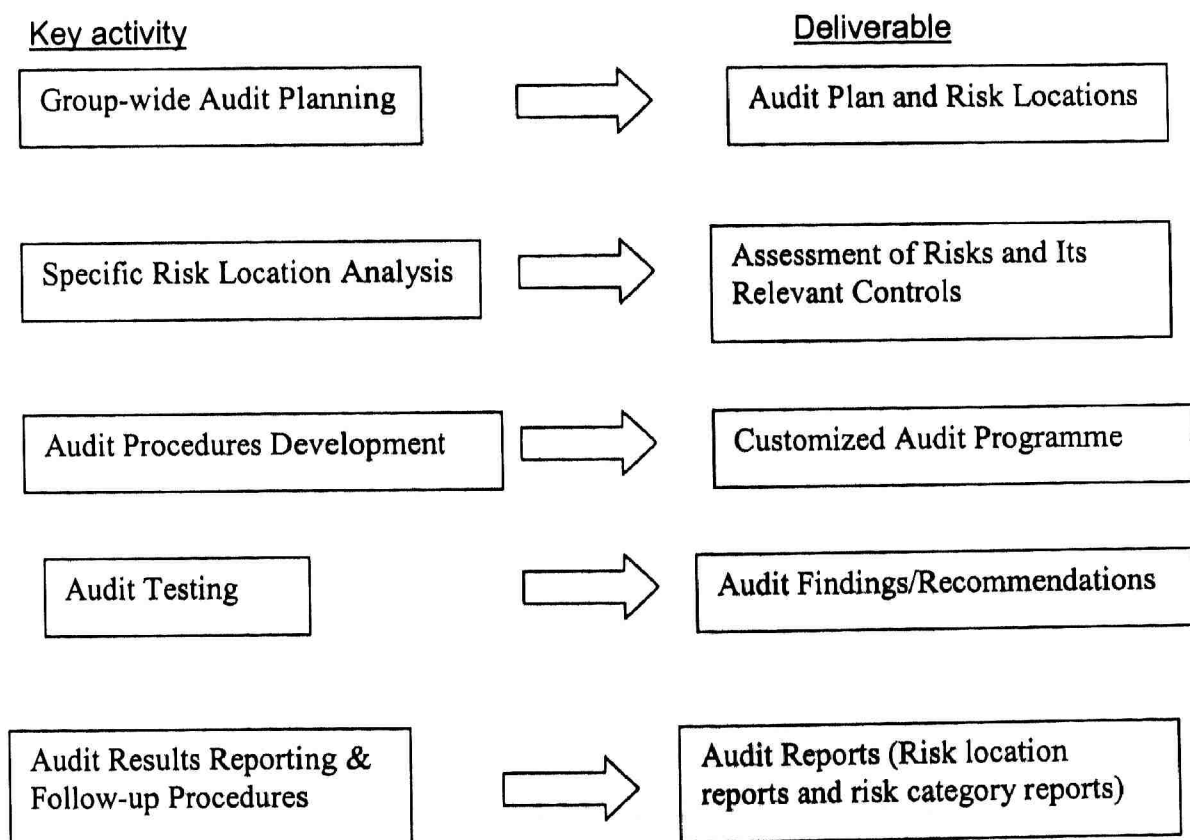 Key activity
Deliverable
Group-wide Audit Planning
Audit Plan and Risk Locations
Specific Risk Location Analysis
Assessment of Risks and Its
Relevant Controls
Audit Procedures Development
Customized Audit Programme
Audit Testing
Audit Findings/Recommendations
Audit Results Reporting &
Follow-up Procedures
Audit Reports (Risk location
reports and risk category reports)